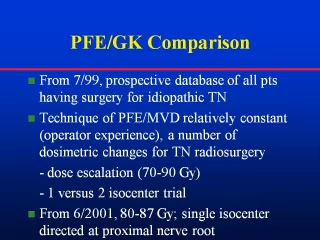 PFE/GK Comparison
From 7/99, prospective database of all pts
having surgery for idiopathic TN
Technique of PFE/MVD relatively constant
(operator experience), a number of
dosimetric changes for TN radiosurgery
- dose escalation (70-90 Gy)
- 1 versus 2 isocenter trial
From 6/2001, 80-87 Gy; single isocenter
directed at proximal nerve root